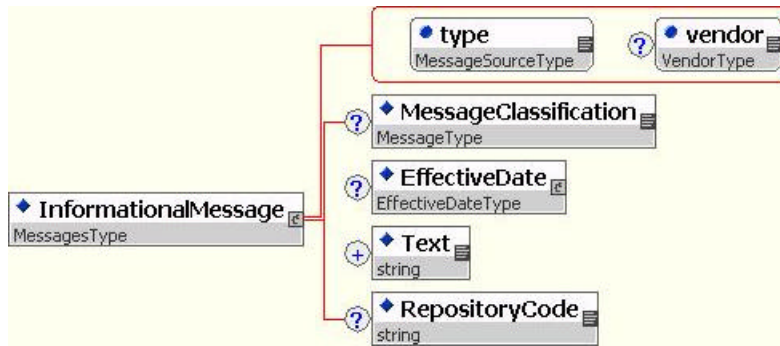 type
MessageSourceType
?
vendor
VendorType
?
MessageClassification
MessageType
?
EffectiveDate
EffectiveDateType
InformationalMessage
MessagesType
+
Text
string
?
RepositoryCode
string